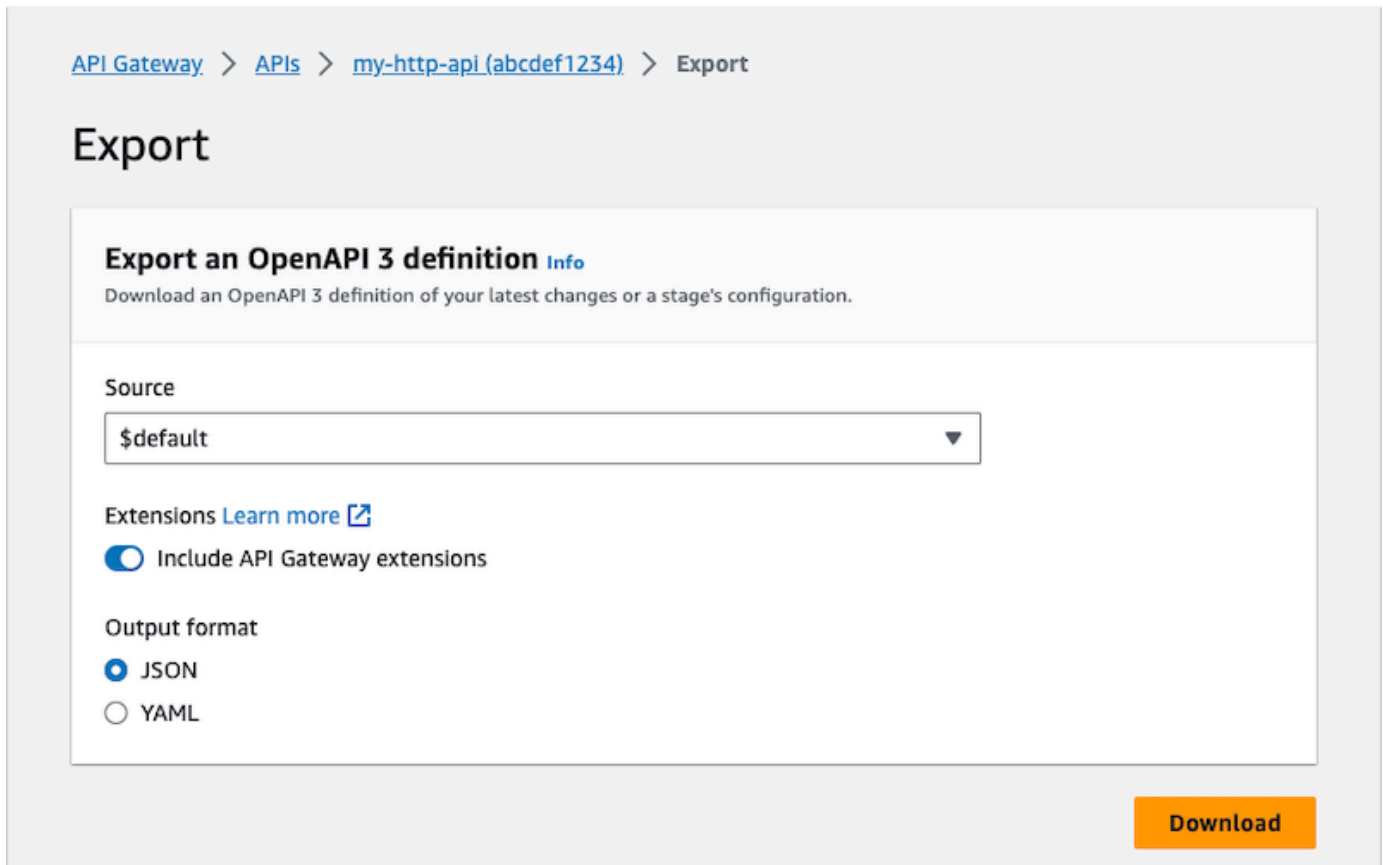 API Gateway > APIs > my-http-api (abcdef1234) > Export
Export
Export an OpenAPI 3 definition Info
Download an OpenAPI 3 definition of your latest changes or a stage's configuration.
Source
$default
Extensions Learn more
Include API Gateway extensions
Output format
JSON
YAML
Download